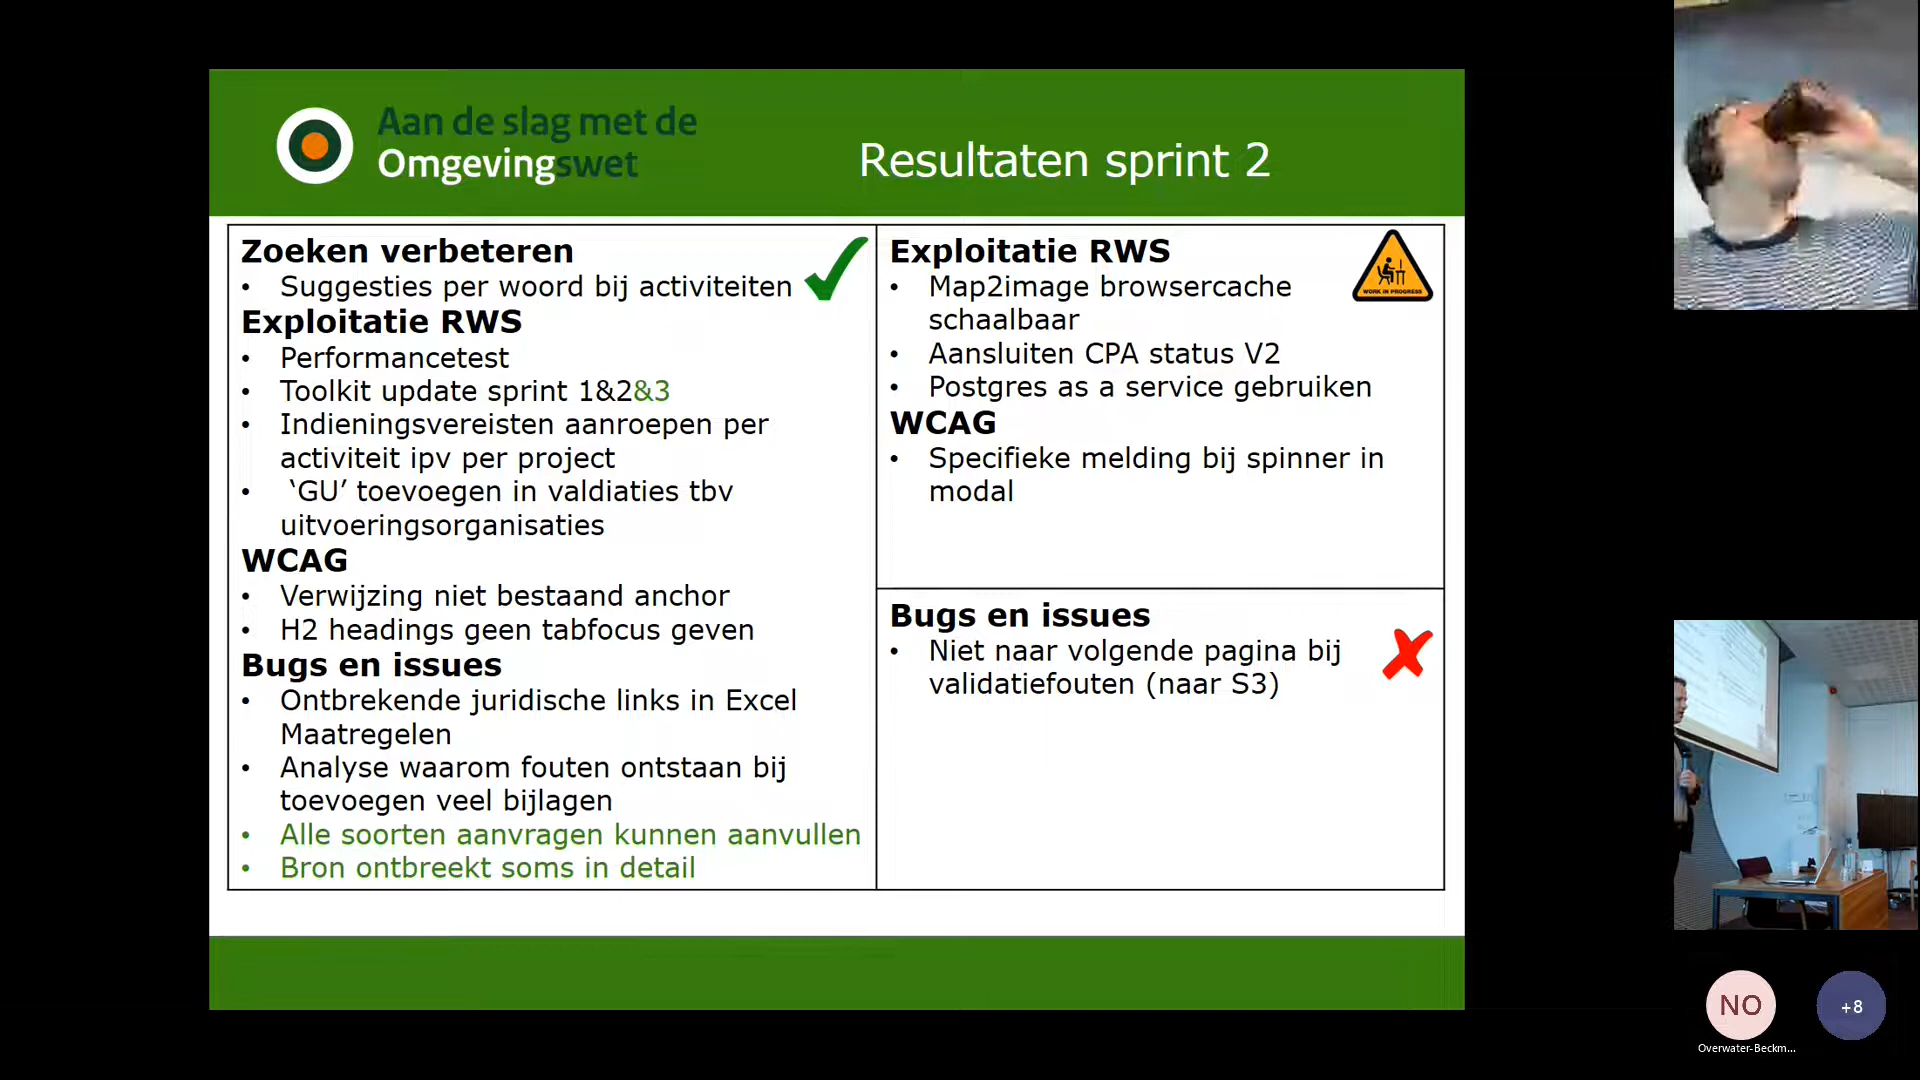 Aan de slag met de
Omgevingswet
Resultaten sprint 2
Zoeken verbeteren
• Suggesties per woord bij activiteiten
Exploitatie RWS
• Performancetest
• Toolkit update sprint 1&2&3
• Indieningsvereisten aanroepen per
activiteit ipv per project
• ‘GU’ toevoegen in valdiaties tbv
uitvoeringsorganisaties
WCAG
• Verwijzing niet bestaand anchor
• H2 headings geen tabfocus geven
Bugs en issues
• Ontbrekende juridische links in Excel
Maatregelen
• Analyse waarom fouten ontstaan bij
toevoegen veel bijlagen
• Alle soorten aanvragen kunnen aanvullen
• Bron ontbreekt soms in detail
Exploitatie RWS
• Map2image browsercache
schaalbaar
• Aansluiten CPA status V2
• Postgres as a service gebruiken
WCAG
• Specifieke melding bij spinner in
modal
WORK IN PROGRESS
Bugs en issues
• Niet naar volgende pagina bij
validatiefouten (naar S3)
NO
+8
Overwater-Beckm...